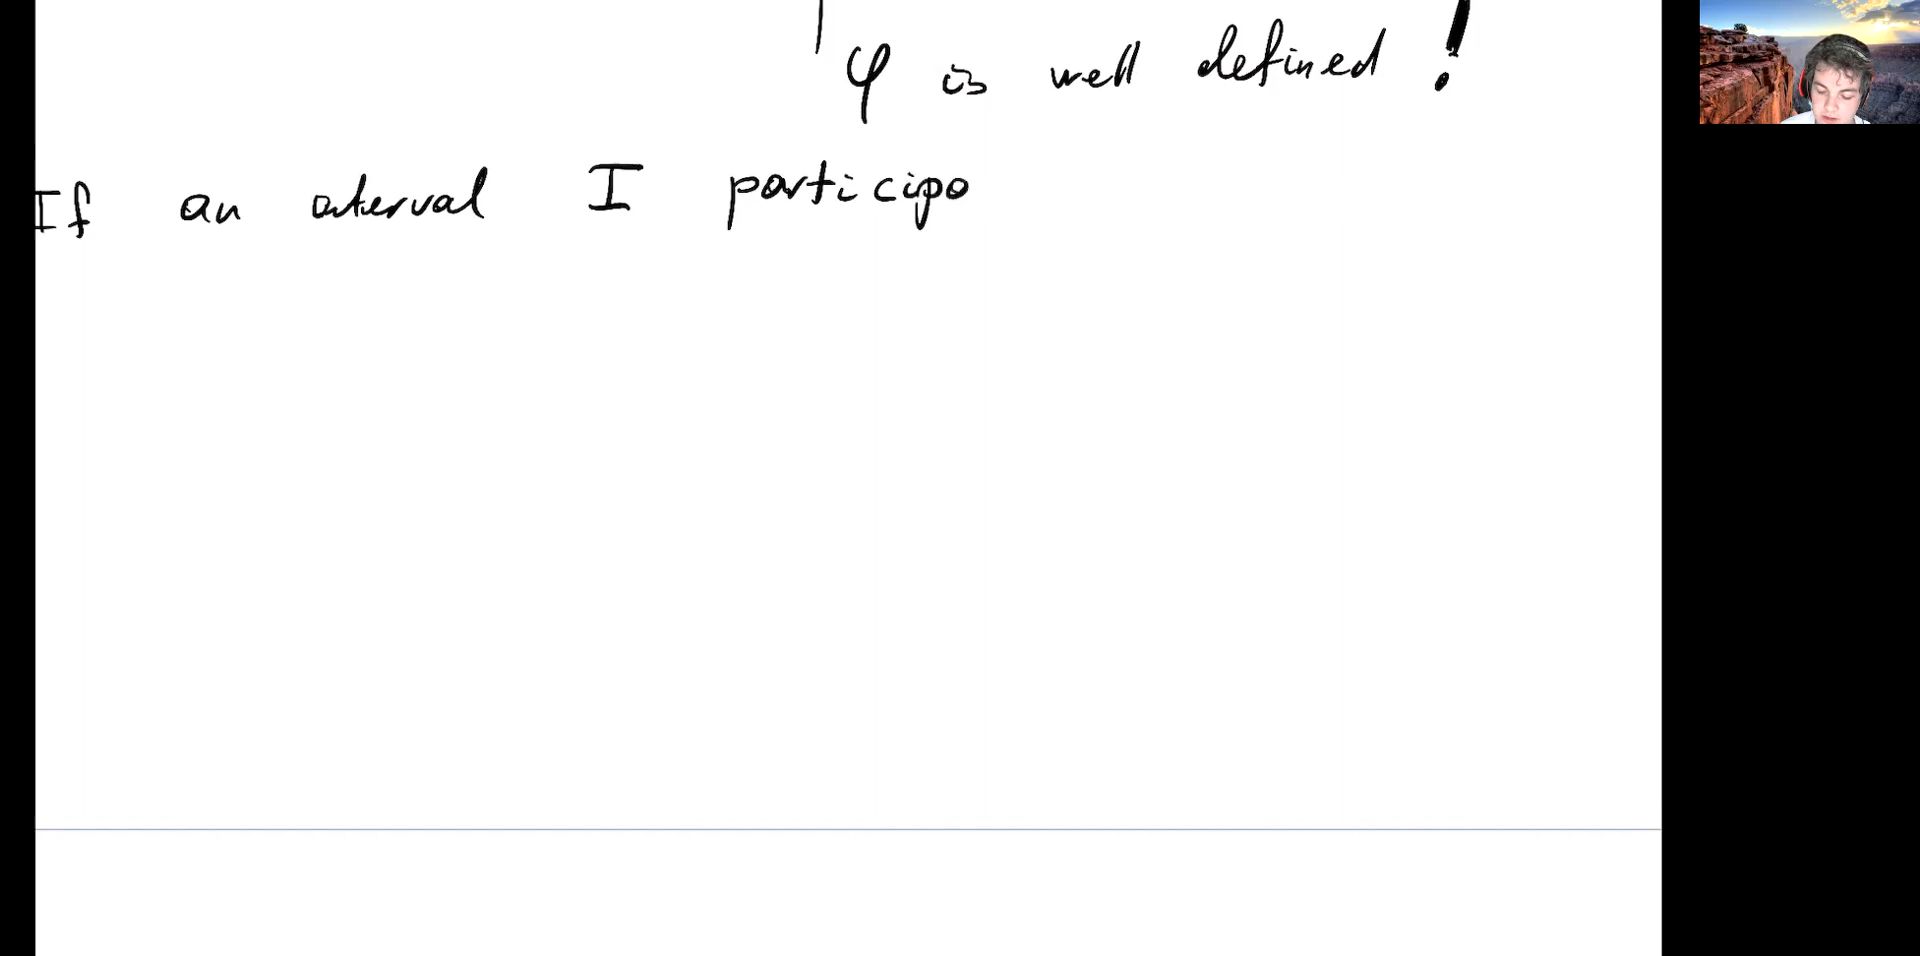 φ is well defined !
If an interval I participa